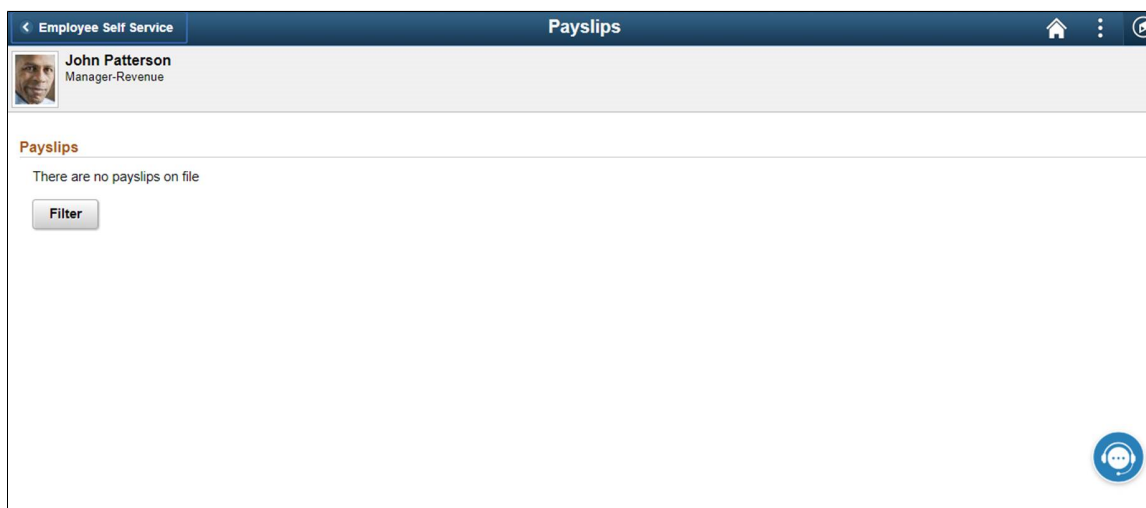 Employee Self Service
Payslips
John Patterson
Manager-Revenue
Payslips
There are no payslips on file
Filter